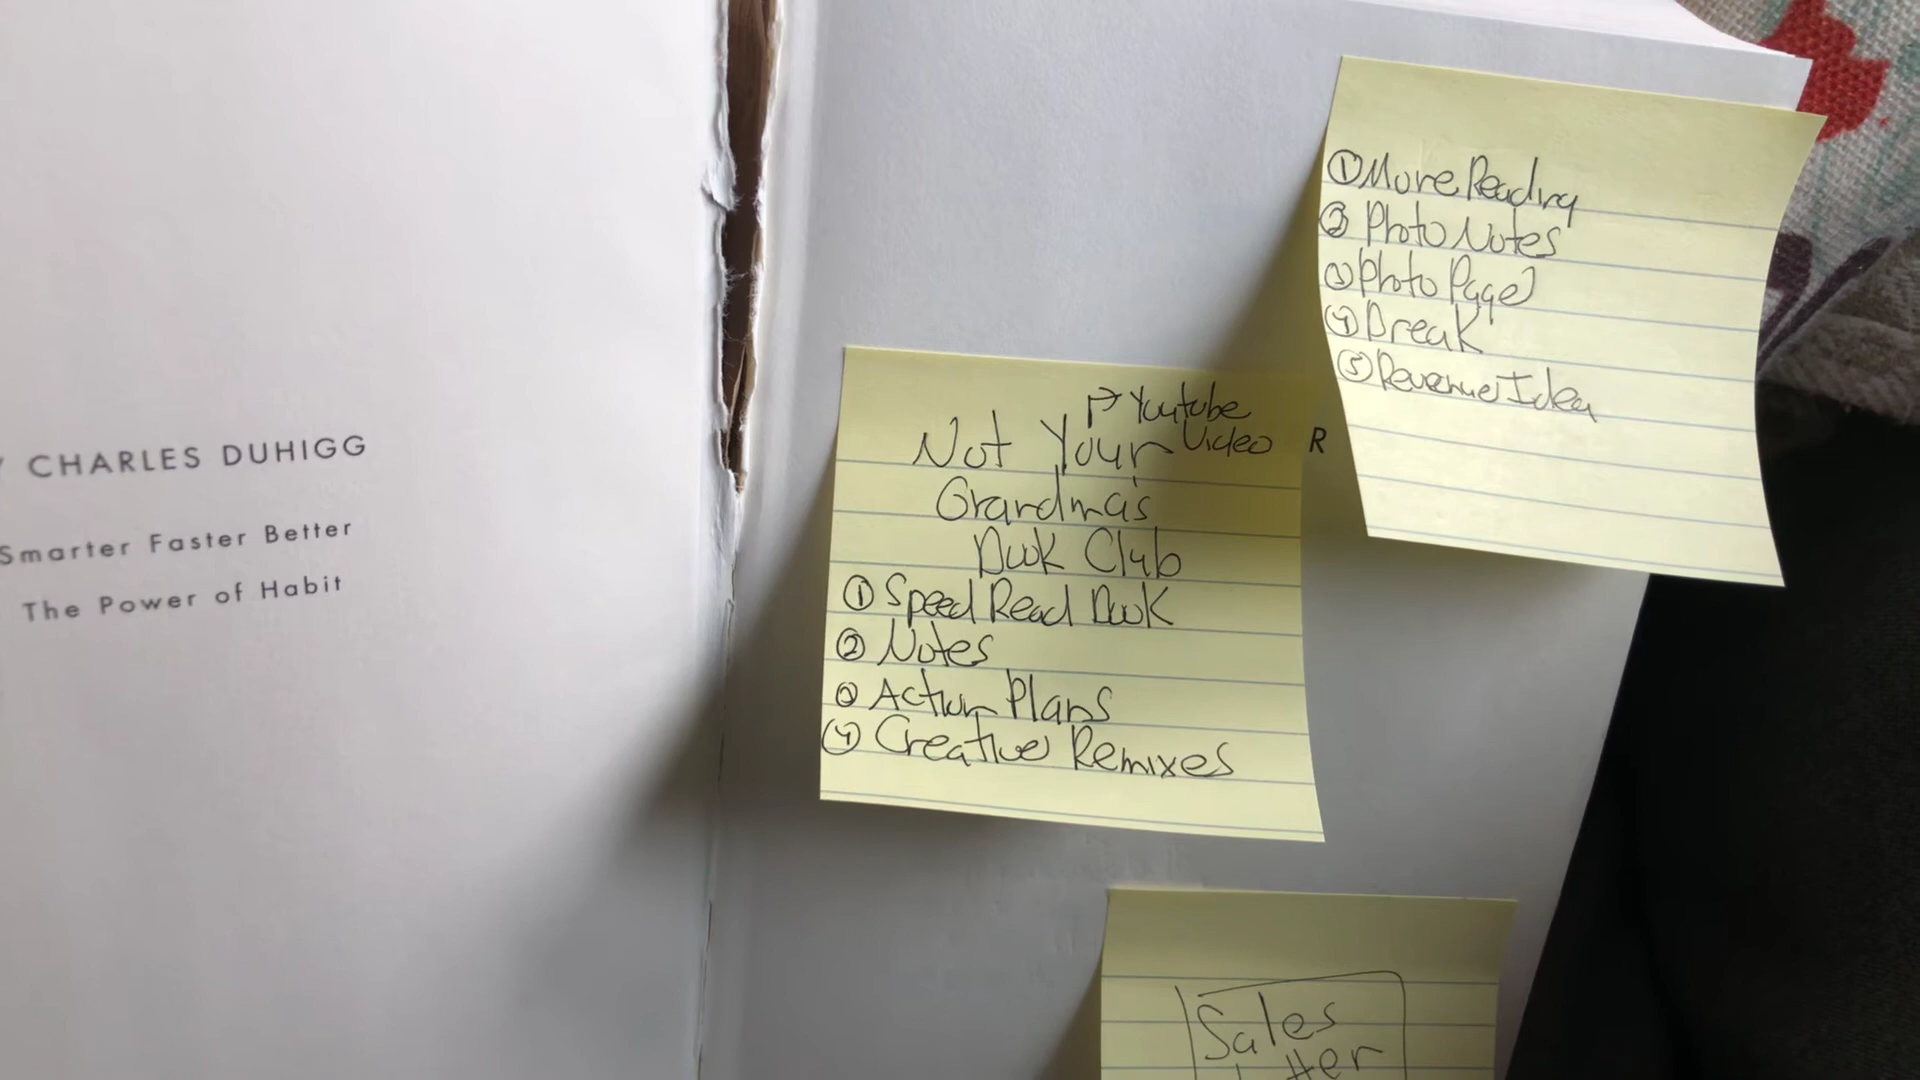 CHARLES DUHIGG
Smarter Faster Better
The Power of Habit
① More Reading
② Photo Notes
③ Photo Page
④ Break
⑤ Revenue Idea
↱ Youtube
Video
Not Your
Grandma's
Book Club
① Speed Read Book
② Notes
③ Action Plans
④ Creative Remixes
R
Sales